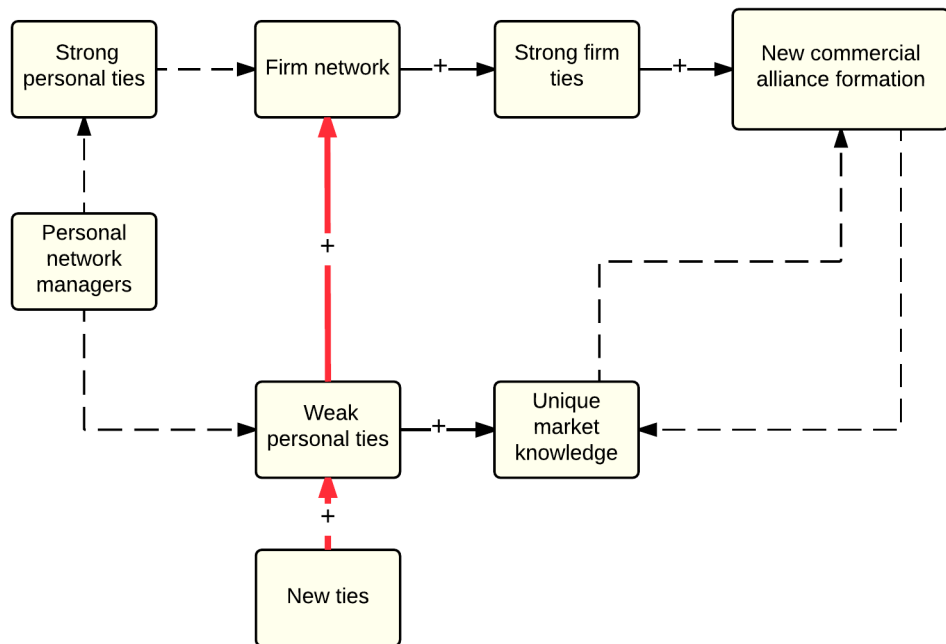 Strong
personal ties
Firm network
+
Strong firm
ties
+
New commercial
alliance formation
Personal
network
managers
+
Weak
personal ties
+
Unique
market
knowledge
+
New ties